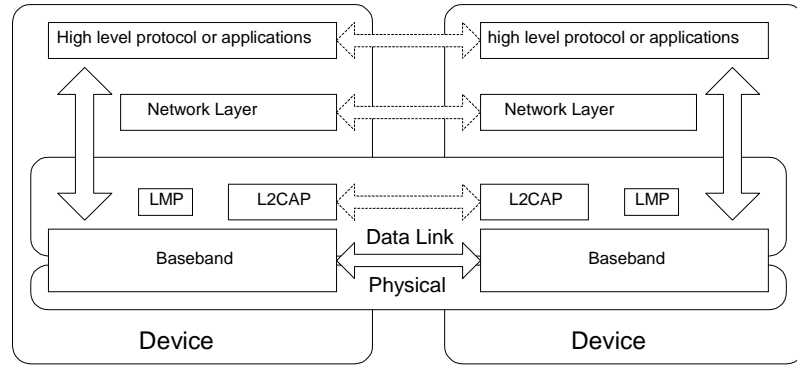 High level protocol or applications
high level protocol or applications
Network Layer
Network Layer
LMP
L2CAP
L2CAP
LMP
Data Link
Baseband
Baseband
Physical
Device
Device